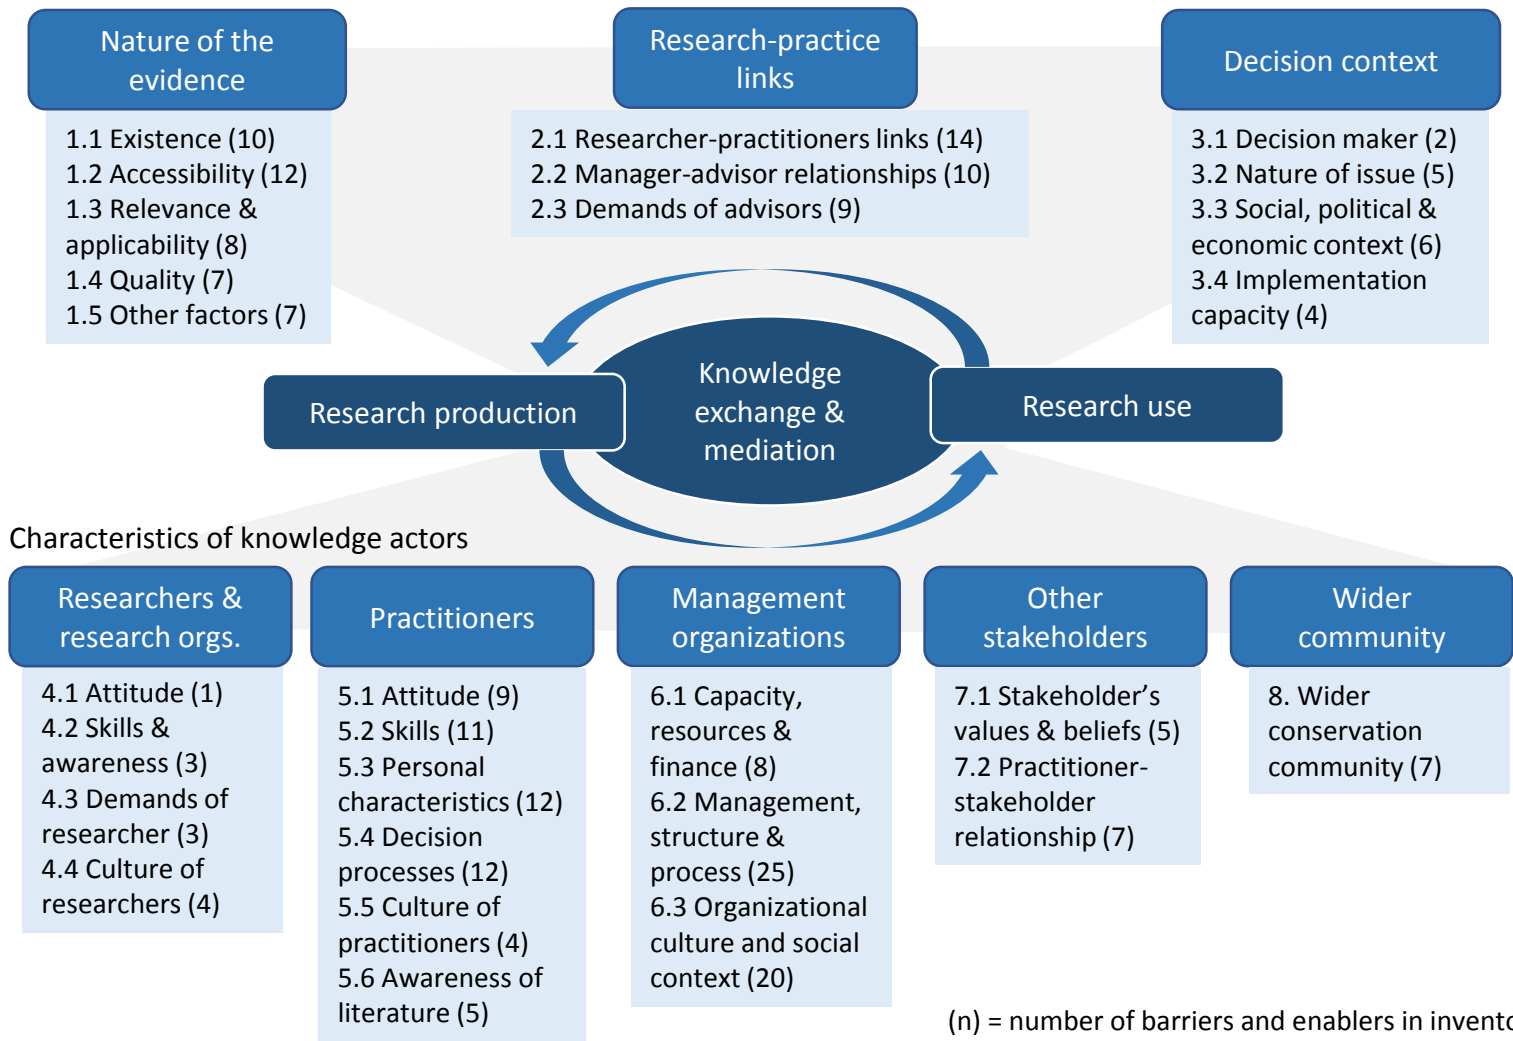 Nature of the
evidence
1.1 Existence (10)
1.2 Accessibility (12)
1.3 Relevance &
applicability (8)
1.4 Quality (7)
1.5 Other factors (7)
Research-practice
links
2.1 Researcher-practitioners links (14)
2.2 Manager-advisor relationships (10)
2.3 Demands of advisors (9)
Decision context
3.1 Decision maker (2)
3.2 Nature of issue (5)
3.3 Social, political &
economic context (6)
3.4 Implementation
capacity (4)
Research production
Knowledge
exchange &
mediation
Research use
Characteristics of knowledge actors
Researchers &
research orgs.
4.1 Attitude (1)
4.2 Skills &
awareness (3)
4.3 Demands of
researcher (3)
4.4 Culture of
researchers (4)
Practitioners
5.1 Attitude (9)
5.2 Skills (11)
5.3 Personal
characteristics (12)
5.4 Decision
processes (12)
5.5 Culture of
practitioners (4)
5.6 Awareness of
literature (5)
Management
organizations
6.1 Capacity,
resources &
finance (8)
6.2 Management,
structure &
process (25)
6.3 Organizational
culture and social
context (20)
Other
stakeholders
7.1 Stakeholder’s
values & beliefs (5)
7.2 Practitioner-
stakeholder
relationship (7)
Wider
community
8. Wider
conservation
community (7)
(n) = number of barriers and enablers in invento